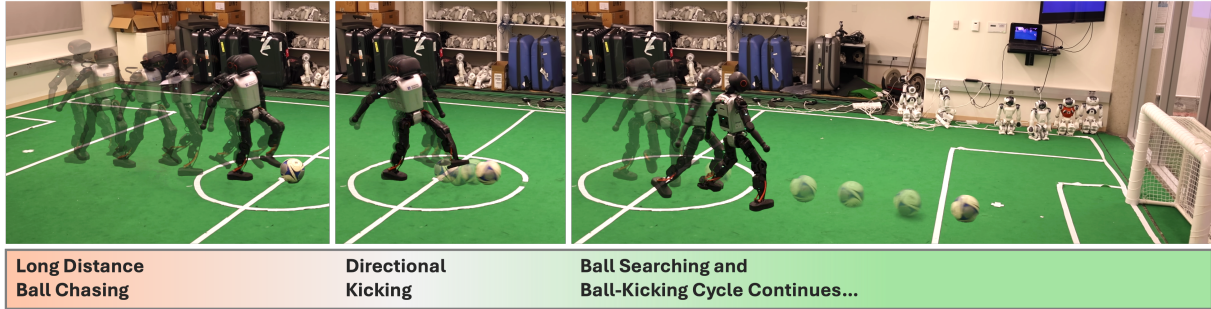 Long Distance
Ball Chasing
Directional
Kicking
Ball Searching and
Ball-Kicking Cycle Continues...